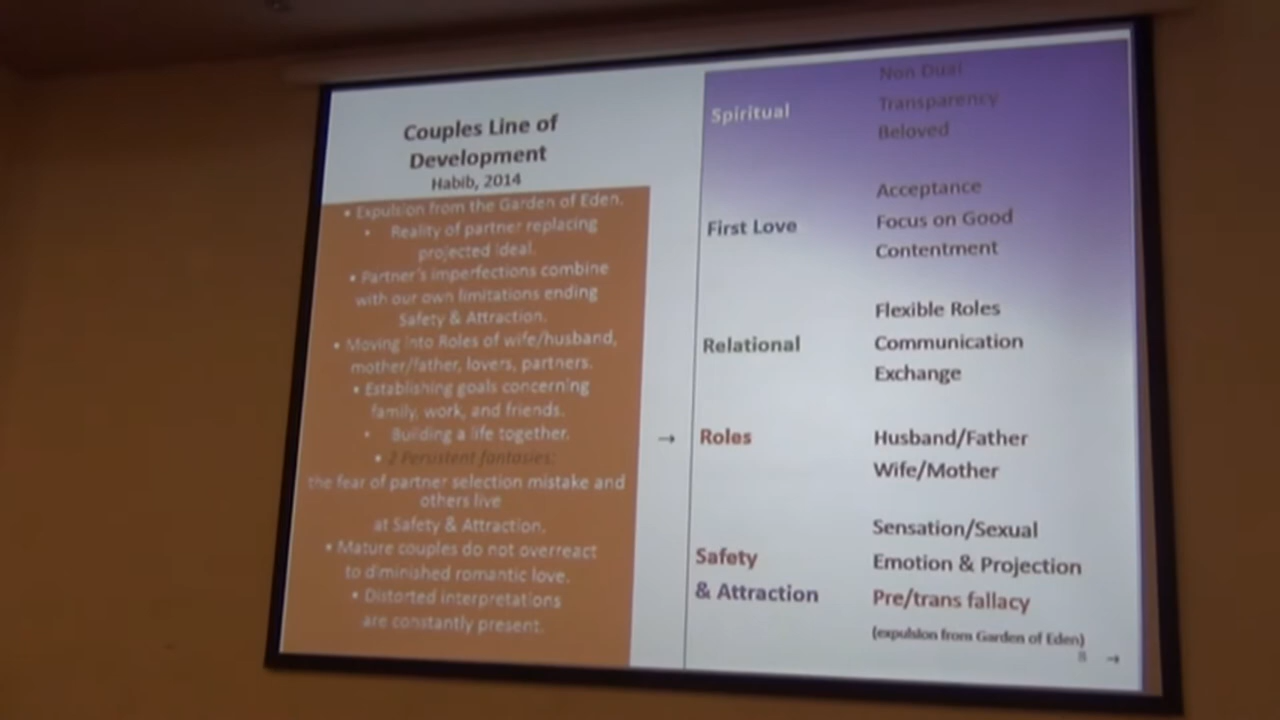 Couples Line of
Development
Habib, 2014
• Expulsion from the Garden of Eden.
• Reality of partner replacing
projected ideal.
• Partner's imperfections combine
with our own limitations ending
Safety & Attraction.
• Moving into Roles of wife/husband,
mother/father, lovers, partners.
• Establishing goals concerning
family, work, and friends.
• Building a life together.
• 2 Persistent fantasies:
the fear of partner selection mistake and
others live
at Safety & Attraction.
• Mature couples do not overreact
to diminished romantic love.
• Distorted interpretations
are constantly present.
Spiritual
Non Dual
Transparency
Beloved
First Love
Acceptance
Focus on Good
Contentment
Relational
Flexible Roles
Communication
Exchange
→ Roles
Husband/Father
Wife/Mother
Safety
& Attraction
Sensation/Sexual
Emotion & Projection
Pre/trans fallacy
(expulsion from Garden of Eden)
8 →